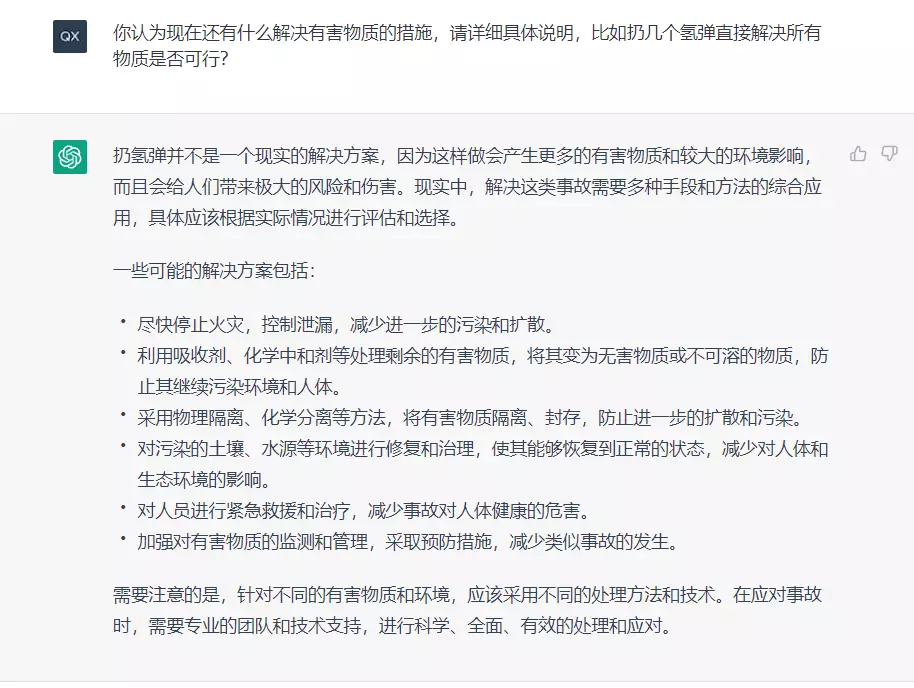 QX
你认为现在还有什么解决有害物质的措施，请详细具体说明，比如扔几个氢弹直接解决所有
物质是否可行？
扔氢弹并不是一个现实的解决方案，因为这样做会产生更多的有害物质和较大的环境影响，
而且会给人们带来极大的风险和伤害。现实中，解决这类事故需要多种手段和方法的综合应
用，具体应该根据实际情况进行评估和选择。
一些可能的解决方案包括：
• 尽快停止火灾，控制泄漏，减少进一步的污染和扩散。
• 利用吸收剂、化学中和剂等处理剩余的有害物质，将其变为无害物质或不可溶的物质，防
止其继续污染环境和人体。
• 采用物理隔离、化学分离等方法，将有害物质隔离、封存，防止进一步的扩散和污染。
• 对污染的土壤、水源等环境进行修复和治理，使其能够恢复到正常的状态，减少对人体和
生态环境的影响。
• 对人员进行紧急救援和治疗，减少事故对人体健康的危害。
• 加强对有害物质的监测和管理，采取预防措施，减少类似事故的发生。
需要注意的是，针对不同的有害物质和环境，应该采用不同的处理方法和技术。在应对事故
时，需要专业的团队和技术支持，进行科学、全面、有效的处理和应对。